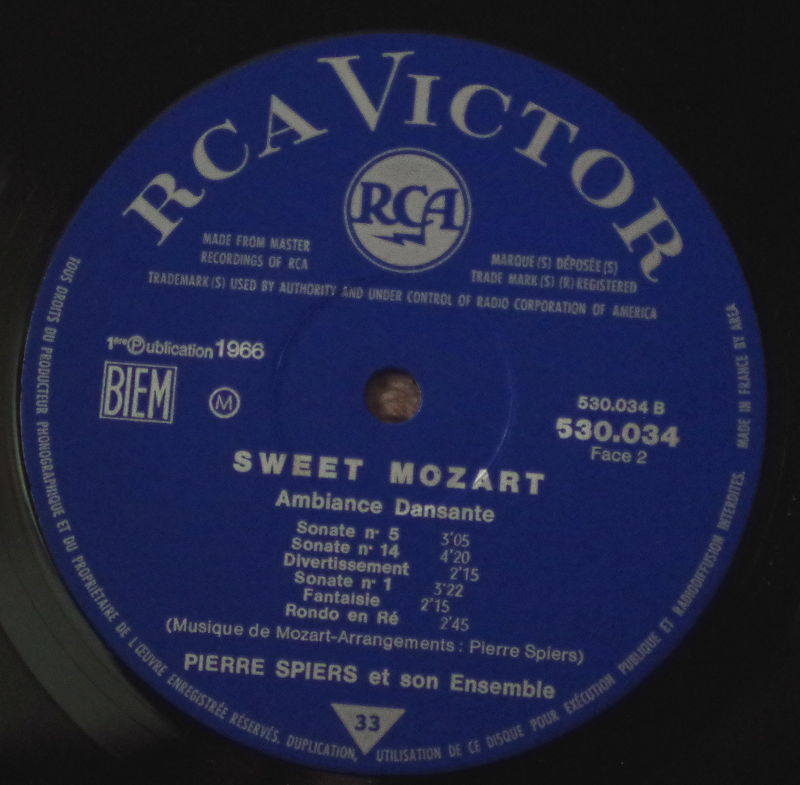 RCA VICTOR
RCA
MADE FROM MASTER
RECORDINGS OF RCA
MARQUE(S) DÉPOSÉE(S)
TRADE MARK(S) (R) REGISTERED
TRADEMARK(S) USED BY AUTHORITY AND UNDER CONTROL OF RADIO CORPORATION OF AMERICA
1ère Ⓟublication 1966
BIEM
M
530.034 B
530.034
Face 2
SWEET MOZART
Ambiance Dansante
Sonate nº 5 3'05
Sonate nº 14 4'20
Divertissement 2'15
Sonate nº 1 3'22
Fantaisie 2'15
Rondo en Ré 2'45
(Musique de Mozart-Arrangements : Pierre Spiers)
PIERRE SPIERS et son Ensemble
33
TOUS DROITS DU PRODUCTEUR PHONOGRAPHIQUE ET DU PROPRIÉTAIRE DE L'ŒUVRE ENREGISTRÉE RÉSERVÉS. DUPLICATION, UTILISATION DE CE DISQUE POUR EXÉCUTION PUBLIQUE ET RADIODIFFUSION INTERDITES. MADE IN FRANCE BY AREA